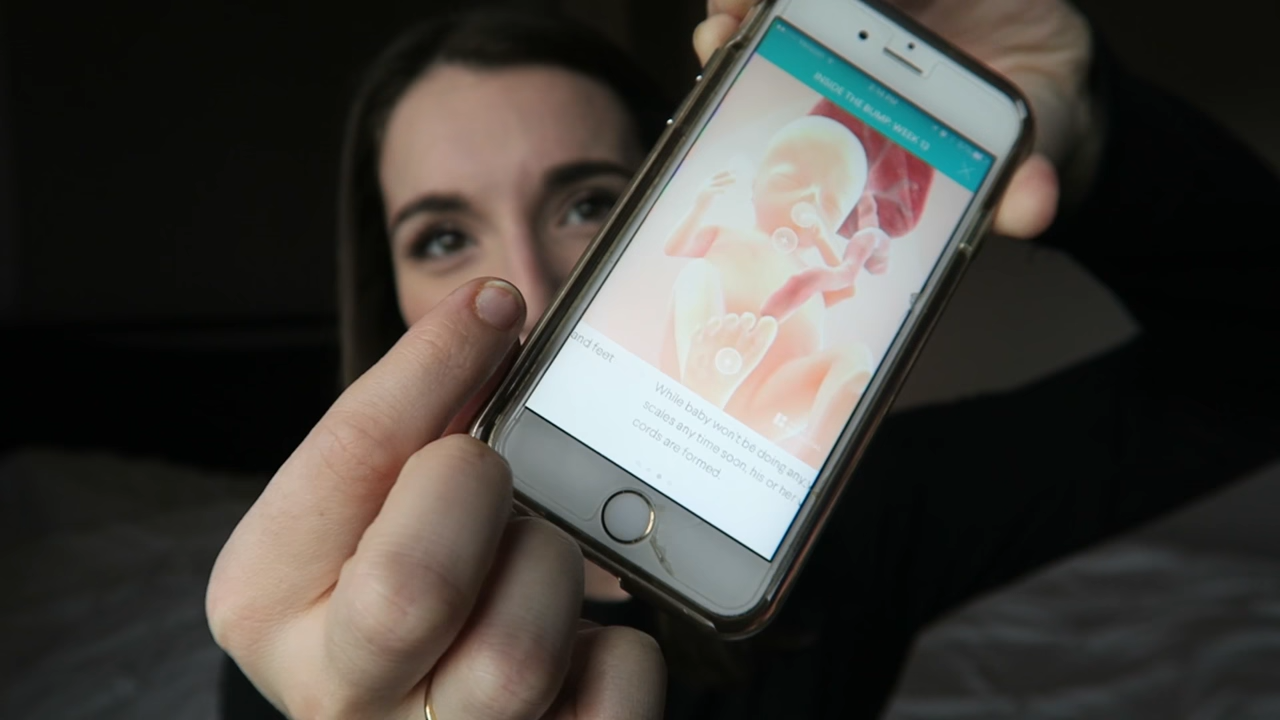 INSIDE THE BUMP: WEEK 13
and feet
While baby won't be doing any
scales any time soon, his or her
cords are formed.